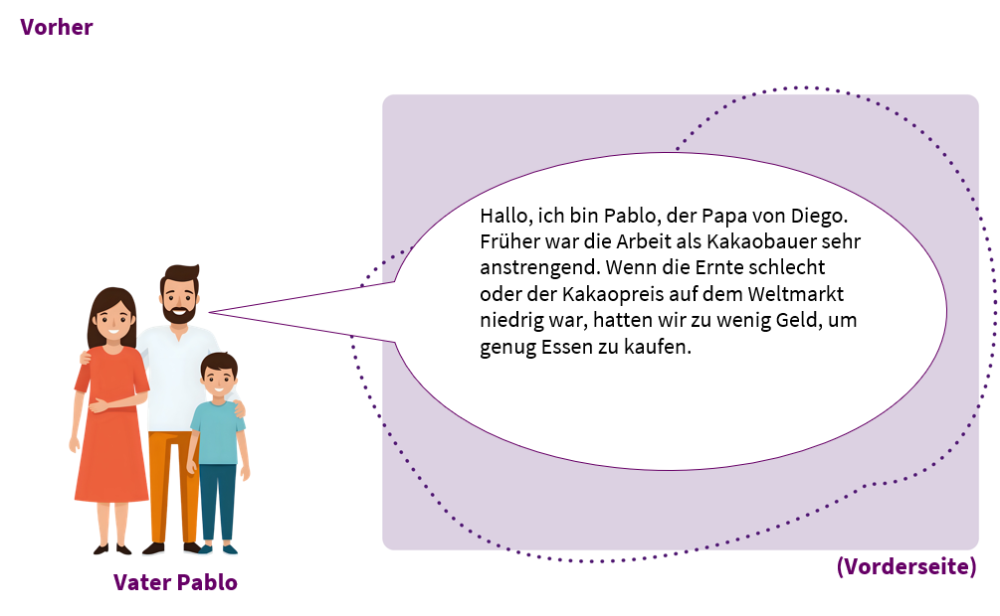 Vorher
Hallo, ich bin Pablo, der Papa von Diego.
Früher war die Arbeit als Kakaobauer sehr
anstrengend. Wenn die Ernte schlecht
oder der Kakaopreis auf dem Weltmarkt
niedrig war, hatten wir zu wenig Geld, um
genug Essen zu kaufen.
(Vorderseite)
Vater Pablo